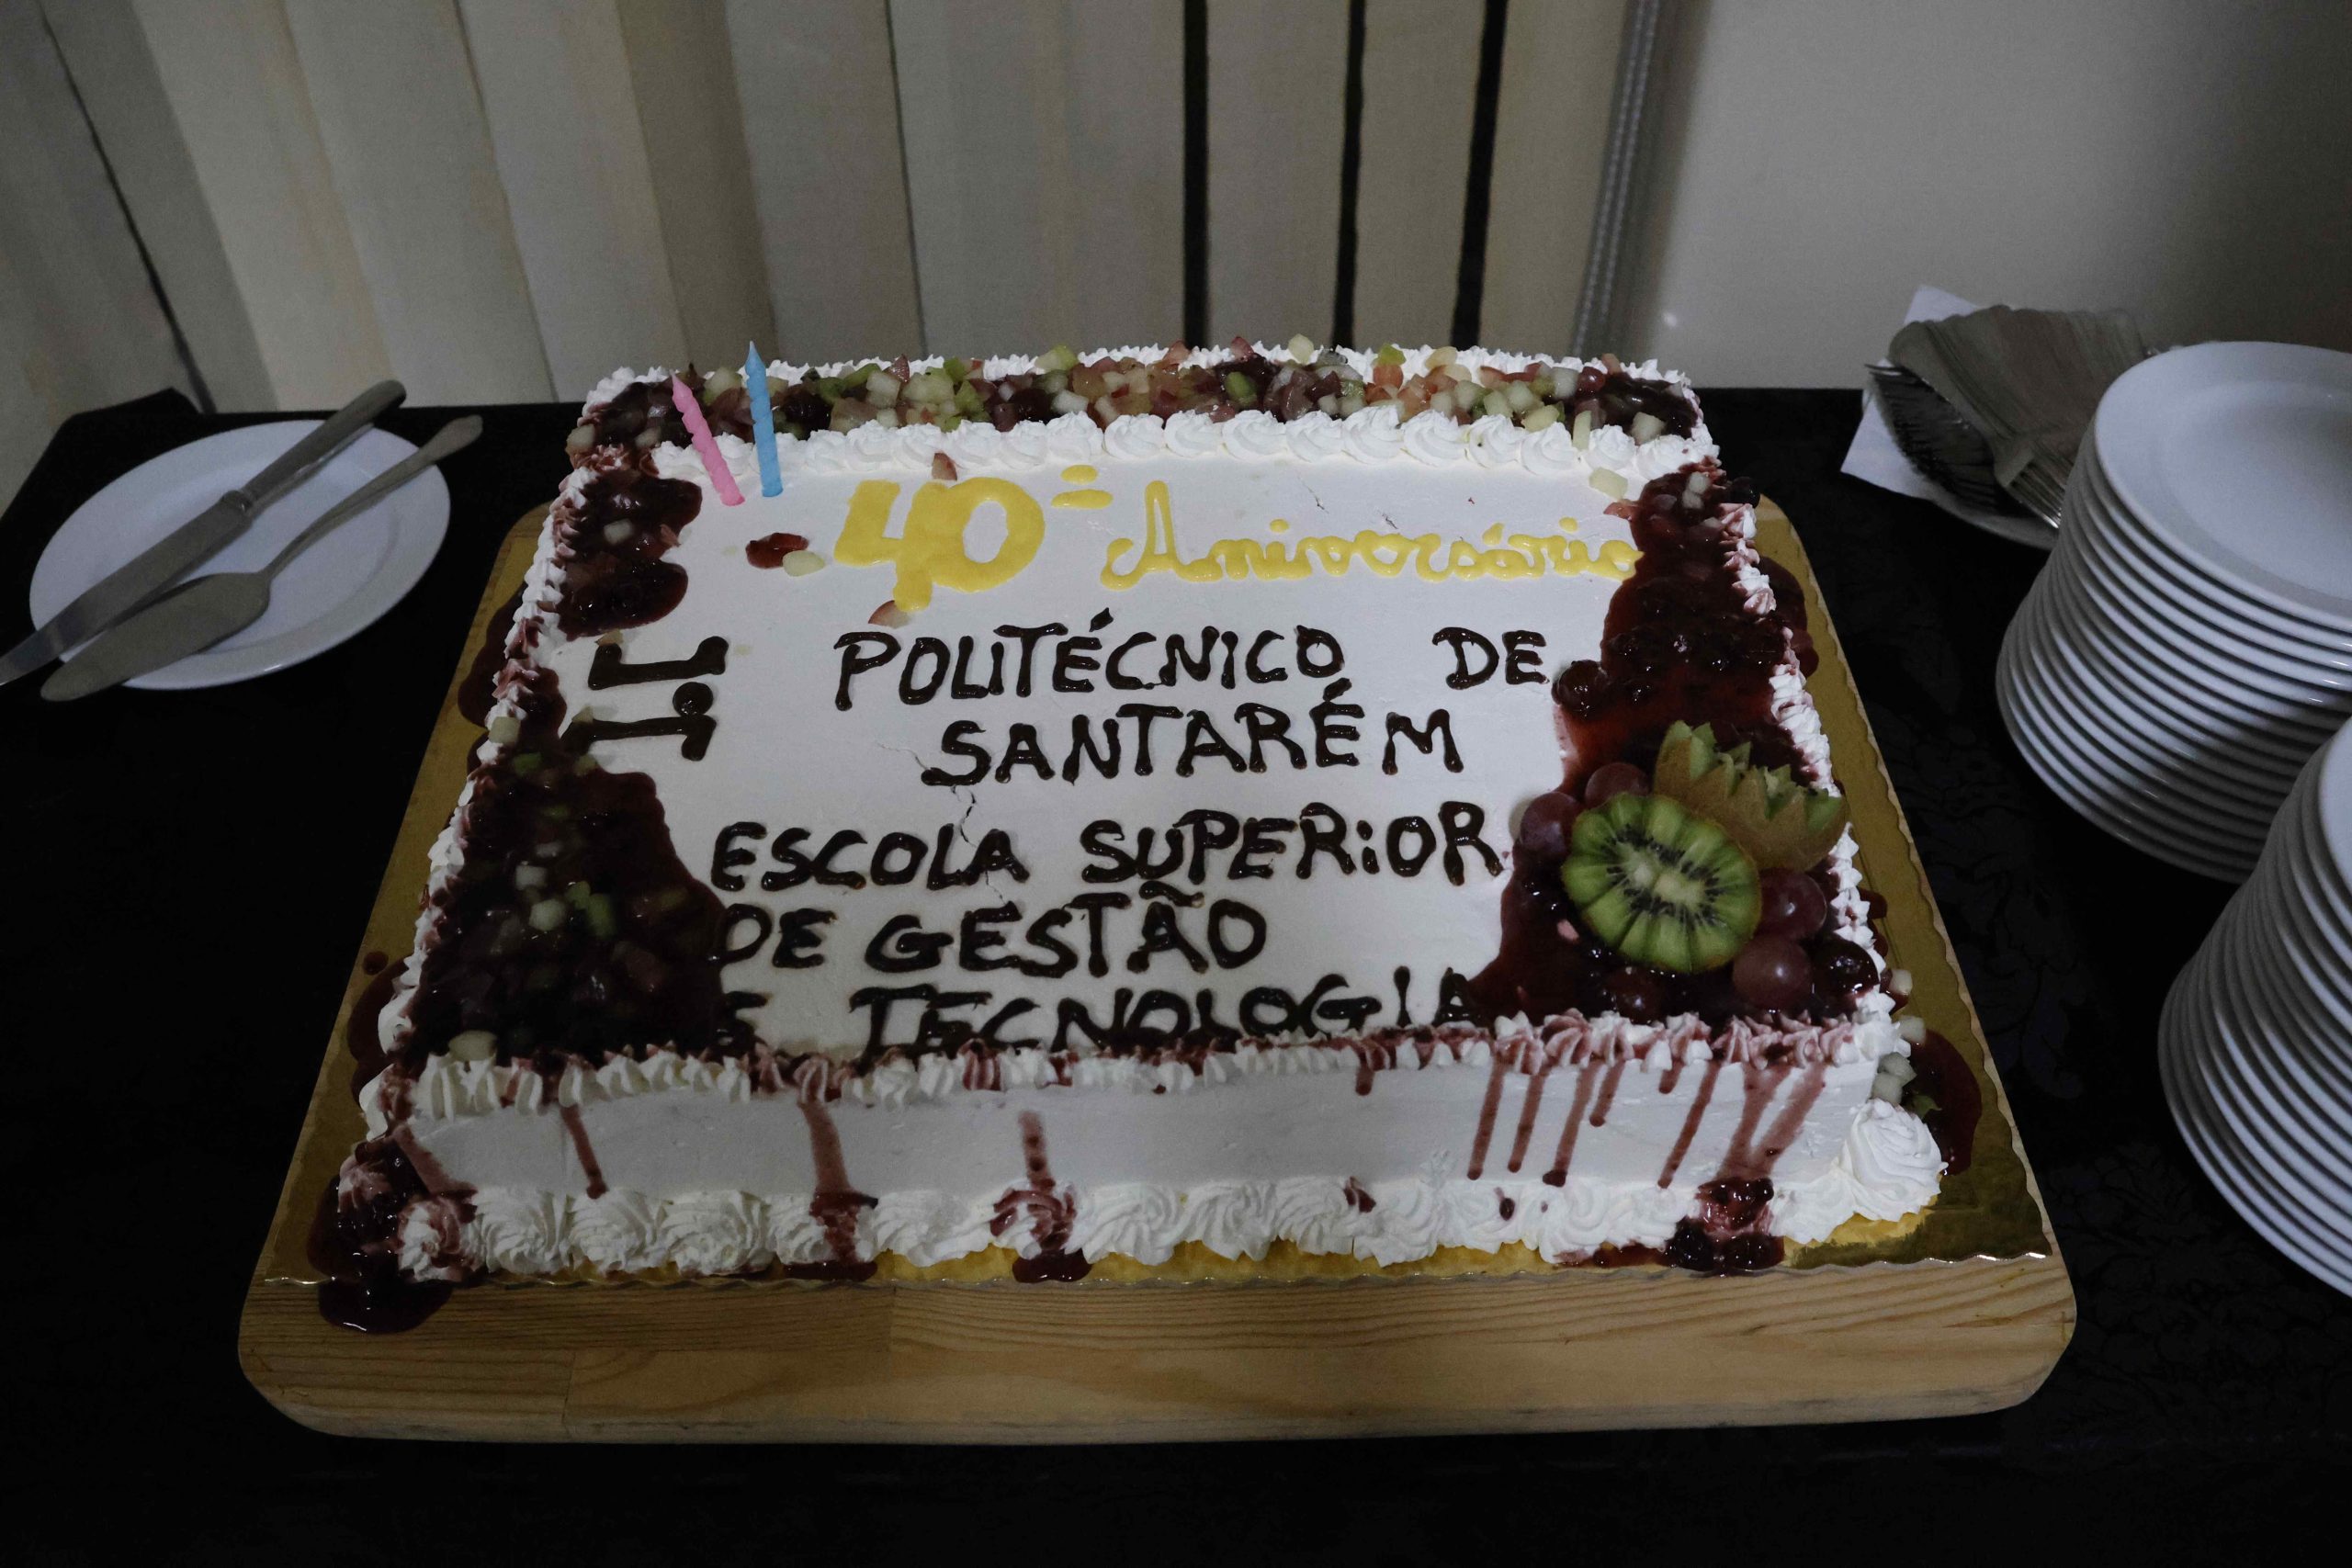 40º Aniversário
POLITÉCNICO DE
SANTARÉM
ESCOLA SUPERiOR
DE GESTÃO
E TECNOLOGIA